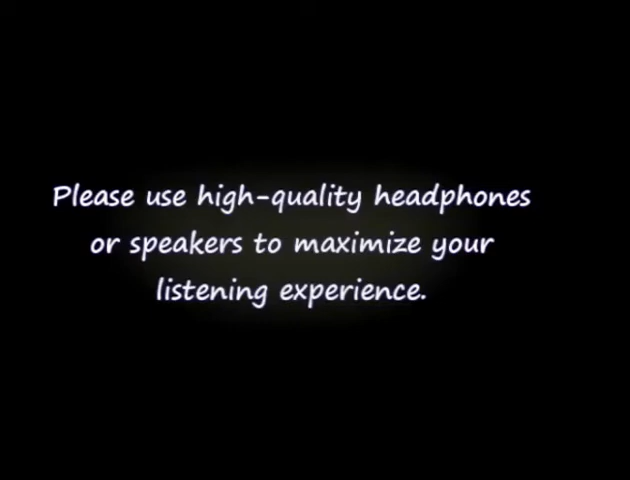 Please use high-quality headphones
or speakers to maximize your
listening experience.